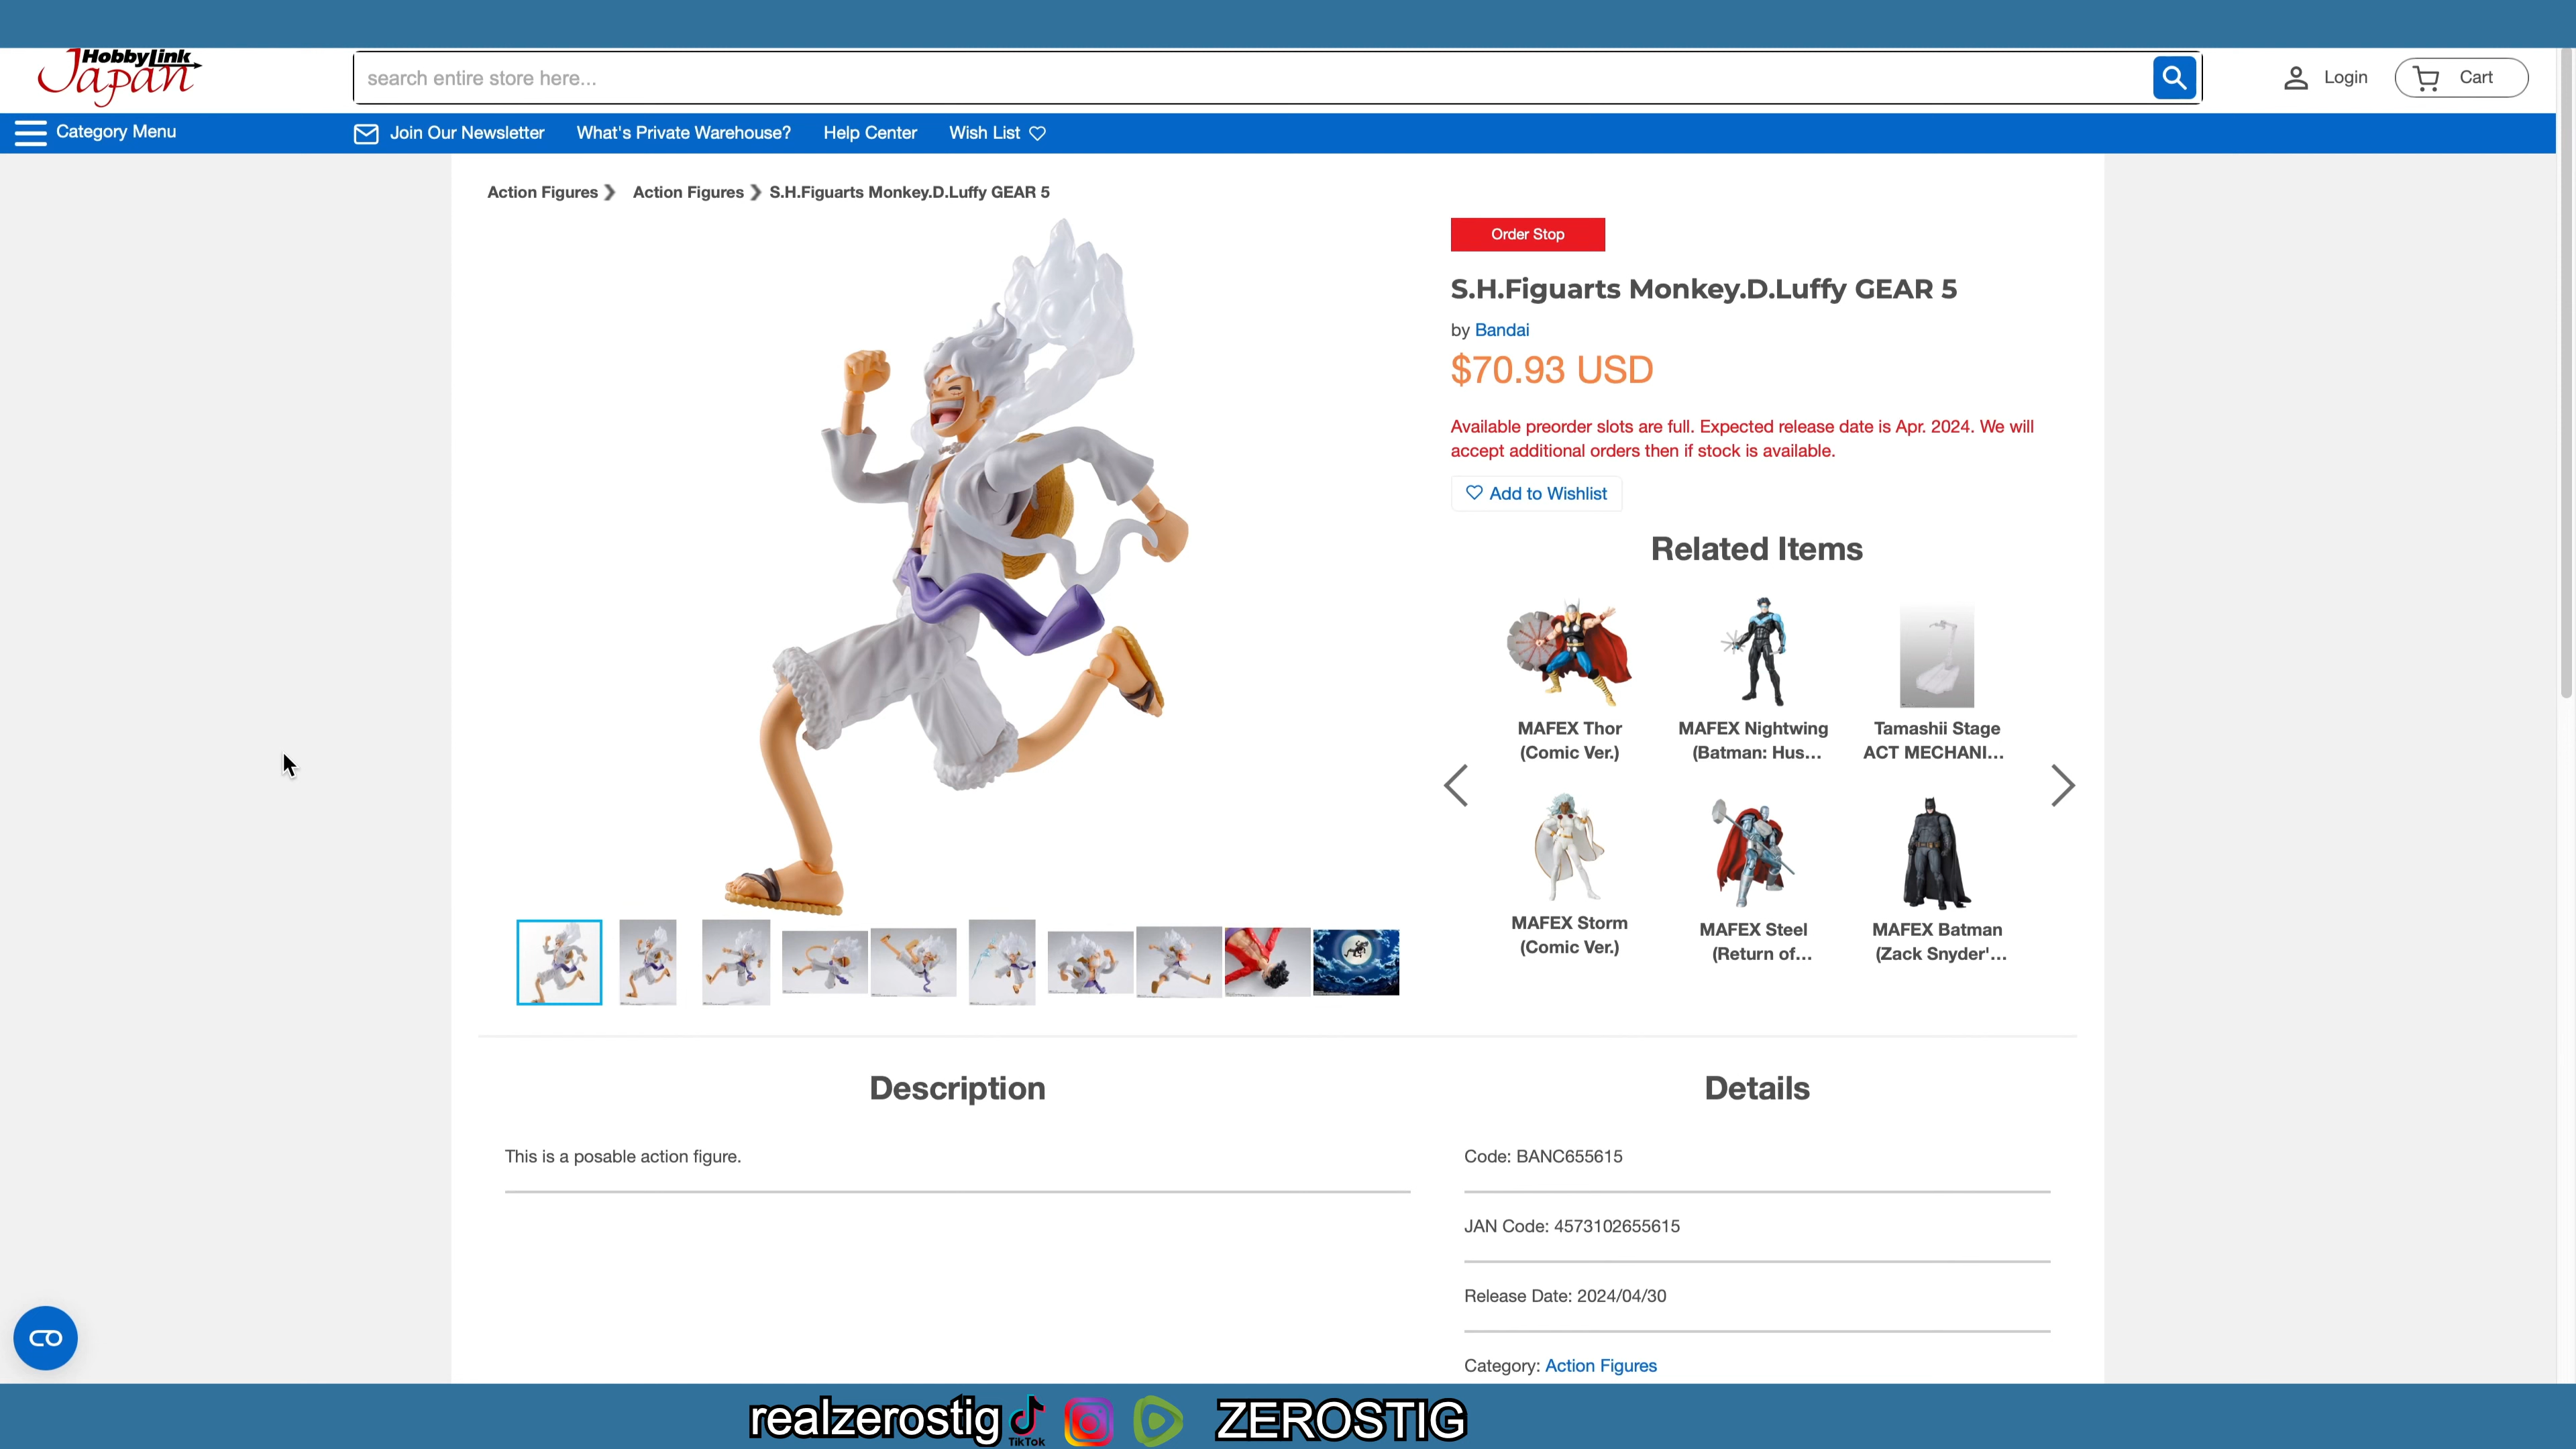 HobbyLink
Japan
search entire store here...
Login
Cart
Category Menu
Join Our Newsletter
What's Private Warehouse?
Help Center
Wish List
Action Figures
Action Figures
S.H.Figuarts Monkey.D.Luffy GEAR 5
Order Stop
S.H.Figuarts Monkey.D.Luffy GEAR 5
by Bandai
$70.93 USD
Available preorder slots are full. Expected release date is Apr. 2024. We will
accept additional orders then if stock is available.
Add to Wishlist
Related Items
MAFEX Thor
(Comic Ver.)
MAFEX Nightwing
(Batman: Hus...
Tamashii Stage
ACT MECHANI...
MAFEX Storm
(Comic Ver.)
MAFEX Steel
(Return of...
MAFEX Batman
(Zack Snyder'...
Description
This is a posable action figure.
Details
Code: BANC655615
JAN Code: 4573102655615
Release Date: 2024/04/30
Category: Action Figures
realzerostig
TikTok
ZEROSTIG